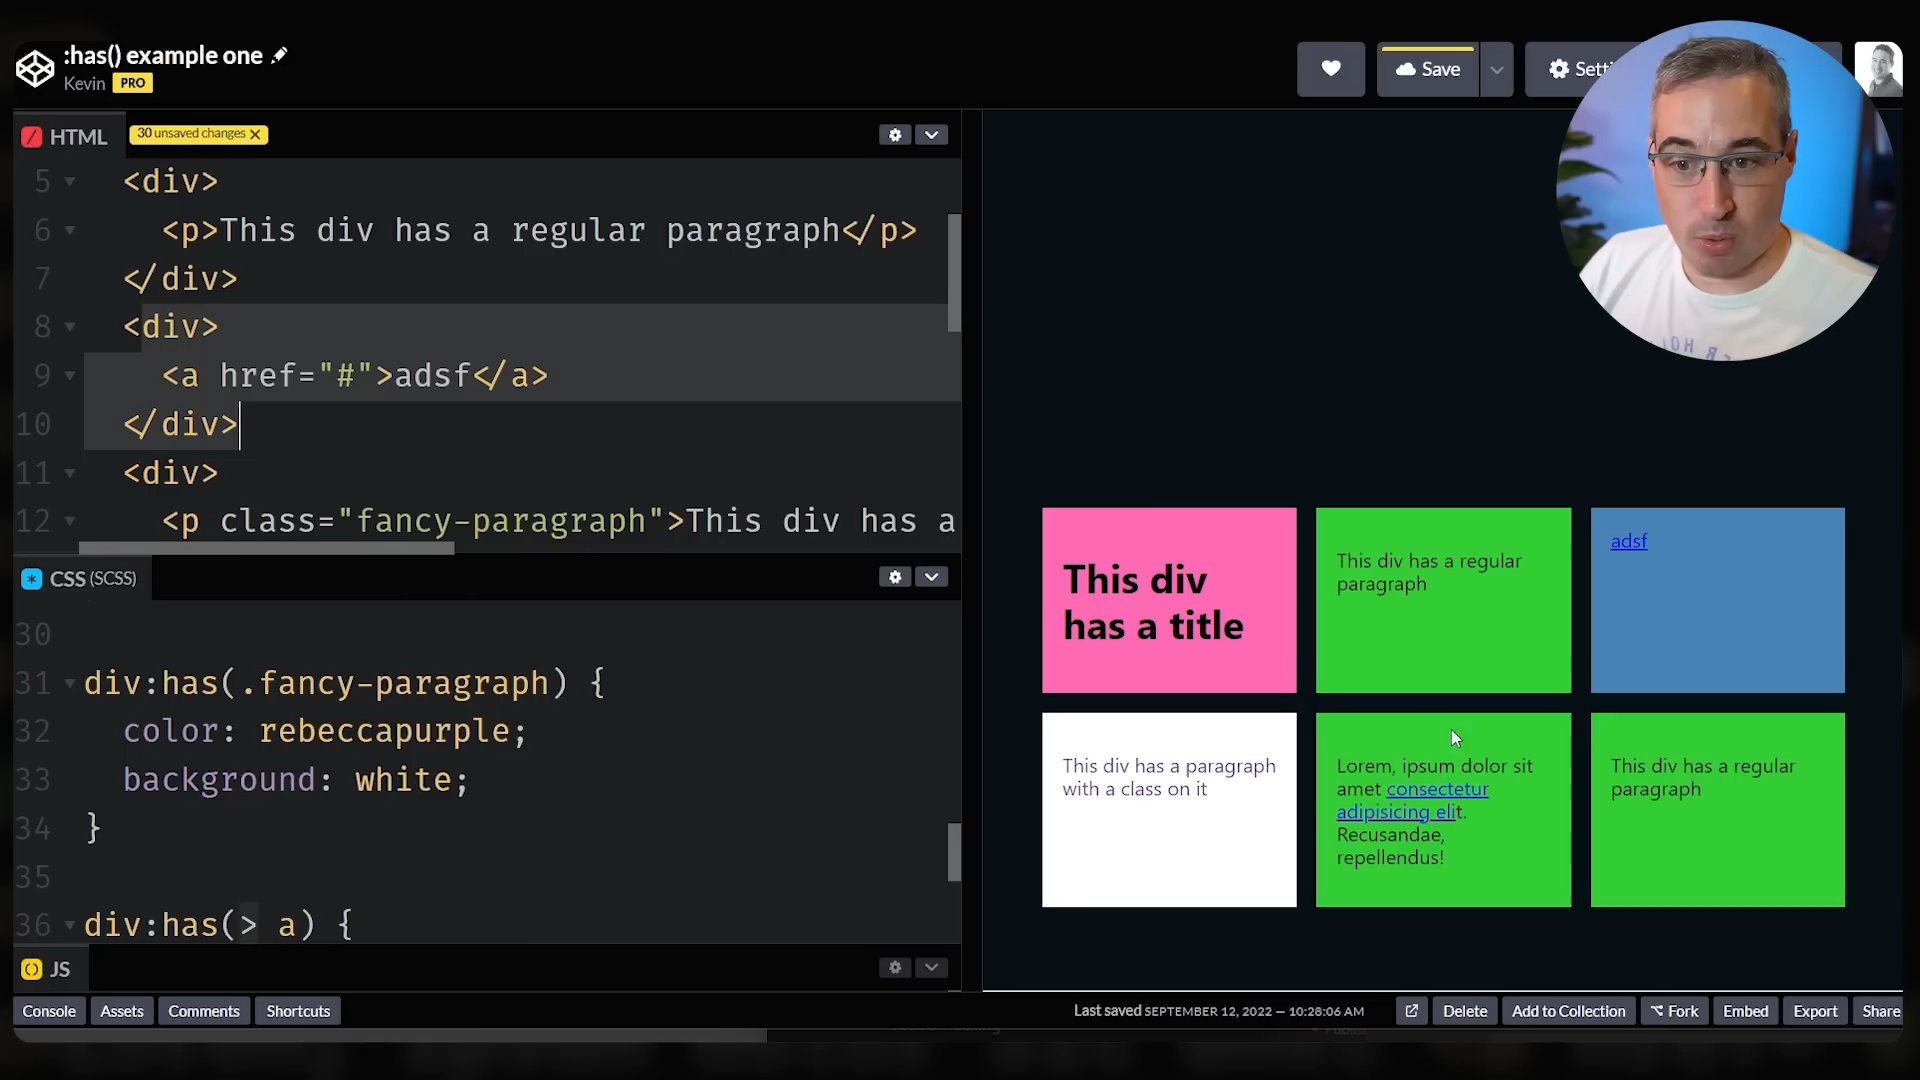 :has() example one
Kevin PRO
Save
Setti
HTML
30 unsaved changes
5 <div>
6 <p>This div has a regular paragraph</p>
7 </div>
8 <div>
9 <a href="#">adsf</a>
10 </div>
11 <div>
12 <p class="fancy-paragraph">This div has a
CSS (SCSS)
30
31 div:has(.fancy-paragraph) {
32 color: rebeccapurple;
33 background: white;
34 }
35
36 div:has(> a) {
JS
This div
has a title
This div has a regular
paragraph
adsf
This div has a paragraph
with a class on it
Lorem, ipsum dolor sit
amet consectetur
adipisicing elit.
Recusandae,
repellendus!
This div has a regular
paragraph
Console Assets Comments Shortcuts
Last saved SEPTEMBER 12, 2022 — 10:28:06 AM
Delete Add to Collection Fork Embed Export Share